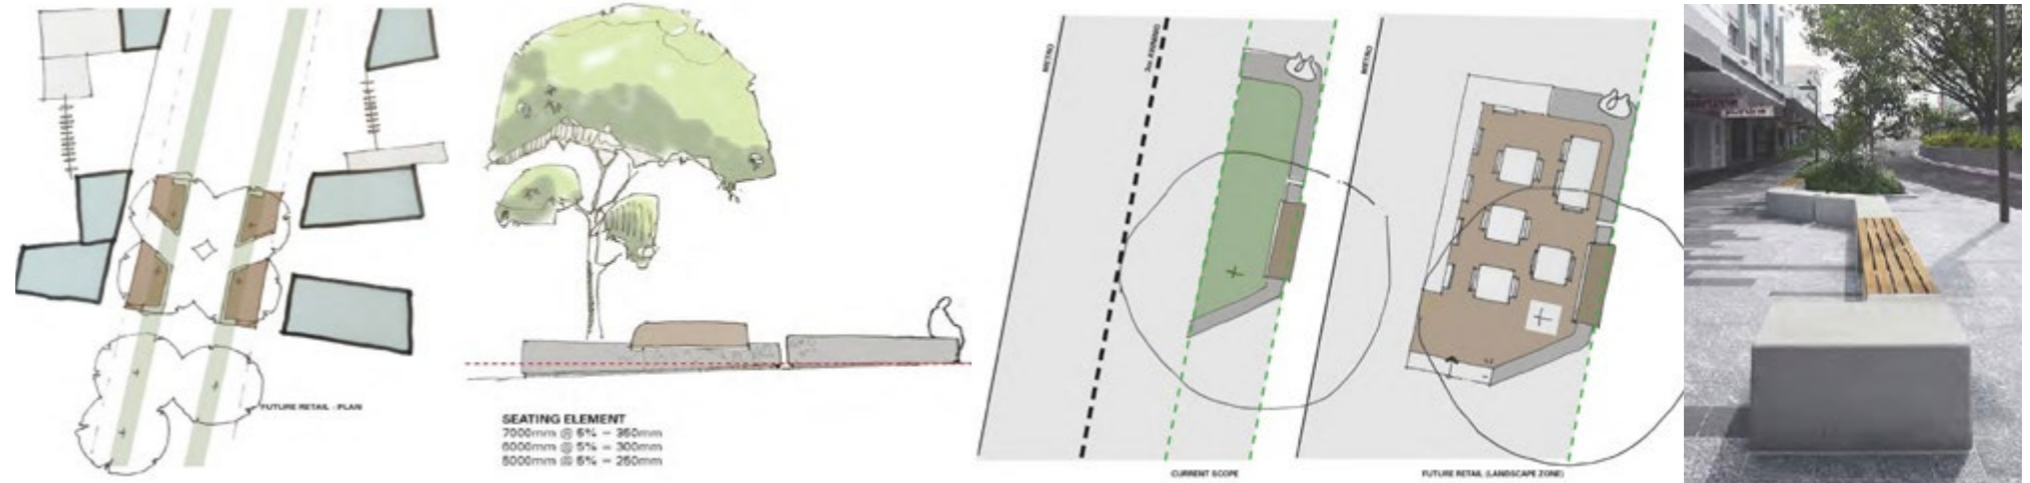 FUTURE RETAIL - PLAN
SEATING ELEMENT
7000mm @ 5% = 350mm
6000mm @ 5% = 300mm
5000mm @ 5% = 250mm
METRO
METRO
CURRENT SCOPE
FUTURE RETAIL (LANDSCAPE ZONE)